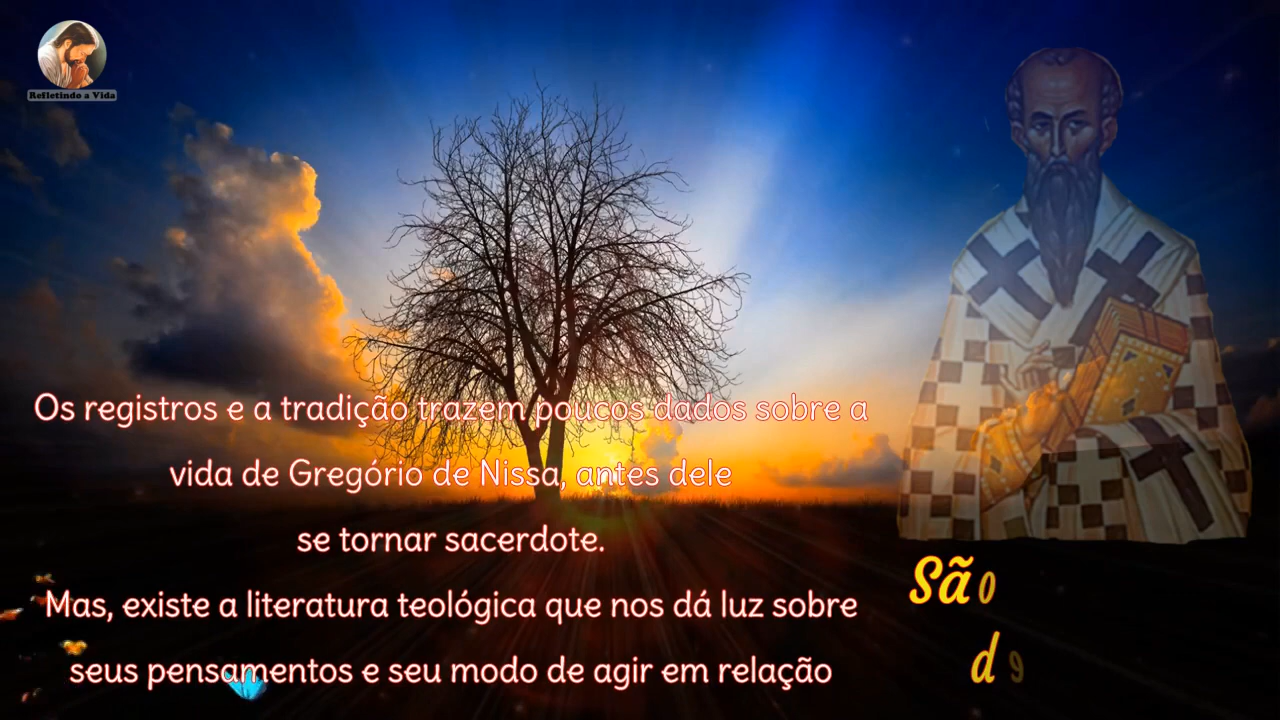 Refletindo a Vida
Os registros e a tradição trazem poucos dados sobre a
vida de Gregório de Nissa, antes dele
se tornar sacerdote.
Mas, existe a literatura teológica que nos dá luz sobre
seus pensamentos e seu modo de agir em relação
São
d